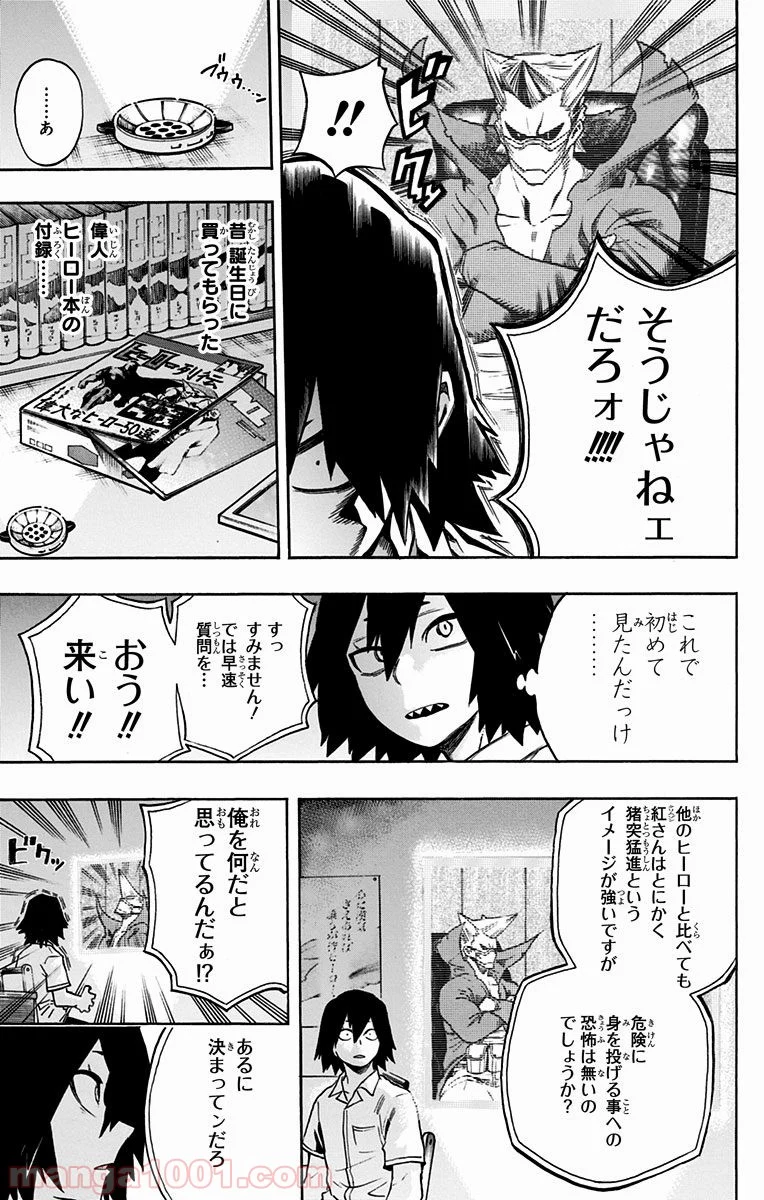 ビ
ビクッ
!!
そうじゃねェ
だろォ!!!!!
ブゥゥ…ン
……ぁ
昔誕生日に
買ってもらった
偉人
ヒーロー本の
付録……
ヒーロー列伝
偉大なヒーロー50選
これで
初めて
見たんだっけ
………
すっ
すみません!
では早速
質問を…
おう!!
来い!!
他のヒーローと比べても
紅さんはとにかく
猪突猛進という
イメージが強いですが
危険に
身を投げる事への
恐怖は無いの
でしょうか?
俺を何だと
思ってるんだぁ!?
あるに
決まってンだろ
manga1001.com